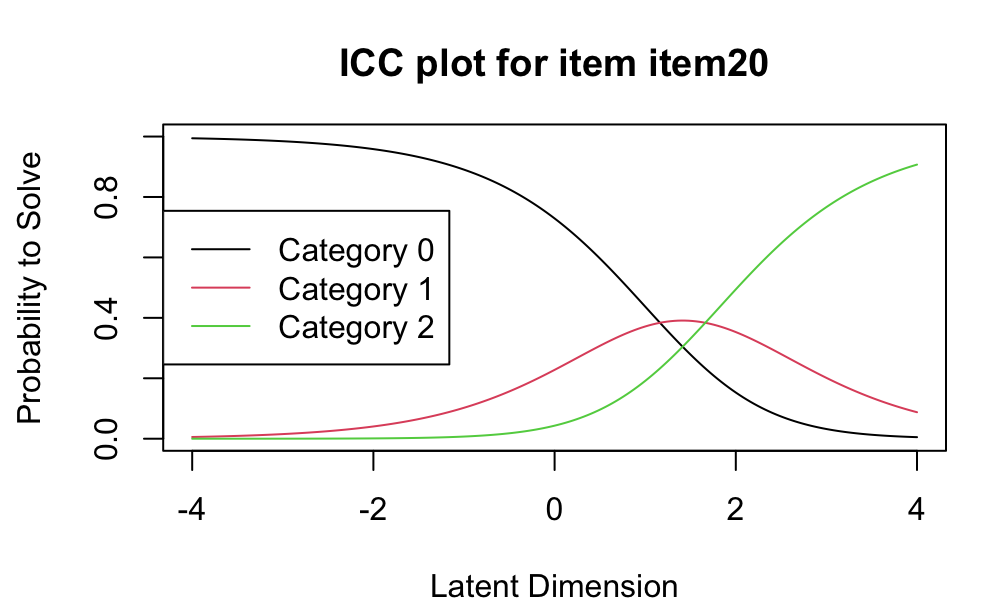 ICC plot for item item20
Probability to Solve
0.8
0.4
0.0
Category 0
Category 1
Category 2
-4 -2 0 2 4
Latent Dimension